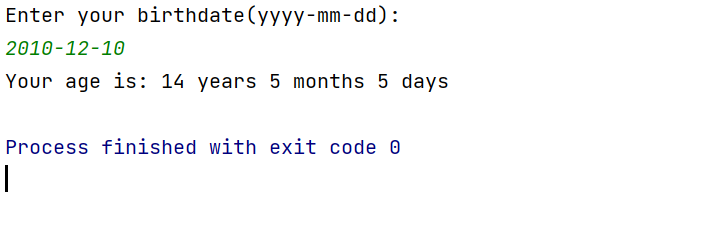 Enter your birthdate(yyyy-mm-dd):
2010-12-10
Your age is: 14 years 5 months 5 days
Process finished with exit code 0